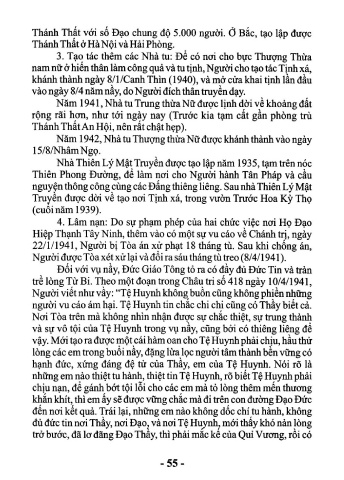 Thánh Thất với số Đạo chung độ 5.000 người. Ở Bắc, tạo lập được
Thánh Thất ở Hà Nội và Hải Phòng.
3. Tạo tác thêm các Nhà tu: Để có nơi cho bực Thượng Thừa
nam nữ ở hiến thân làm công quả và tu tịnh, Người cho tạo tác Tịnh xá,
khánh thành ngày 8/1/Canh Thìn (1940), và mở cửa khai tịnh lần đầu
vào ngày 8/4 năm nầy, do Người đích thân truyền dạy.
Năm 1941, Nhà tu Trung thừa Nữ được lịnh dời về khoảng đất
rộng rãi hơn, như tới ngày nay (Trước kia tạm cất gần phòng trù
Thánh Thất An Hội, nên rất chật hẹp).
Năm 1942, Nhà tu Thượng thừa Nữ được khánh thành vào ngày
15/8/Nhâm Ngọ.
Nhà Thiên Lý Mật Truyền được tạo lập năm 1935, tạm trên nóc
Thiên Phong Đường, để làm nơi cho Người hành Tân Pháp và cầu
nguyện thông công cùng các Đấng thiêng liêng. Sau nhà Thiên Lý Mật
Truyền được dời về tạo nơi Tịnh xá, trong vườn Trước Hoa Kỳ Thọ
(cuối năm 1939).
4. Lâm nạn: Do sự phạm phép của hai chức việc nơi Họ Đạo
Hiệp Thạnh Tây Ninh, thêm vào có một sự vu cáo về Chánh trị, ngày
22/1/1941, Người bị Tòa án xử phạt 18 tháng tù. Sau khi chống án,
Người được Tòa xét xử lại và đổi ra sáu tháng tù treo (8/4/1941).
Đối với vụ nầy, Đức Giáo Tông tỏ ra có đầy đủ Đức Tin và tràn
trề lòng Từ Bi. Theo một đoạn trong Châu tri số 418 ngày 10/4/1941,
Người viết như vầy: “Tệ Huynh không buồn cũng không phiền những
người vu cáo ám hại. Tệ Huynh tin chắc chi chi cũng có Thầy biết cả.
Nơi Tòa trên mà không nhìn nhận được sự chắc thiệt, sự trung thành
và sự vô tội của Tệ Huynh trong vụ nầy, cũng bởi có thiêng liêng để
vậy. Mới tạo ra được một cái hàm oan cho Tệ Huynh phải chịu, hầu thử
lòng các em trong buổi nầy, đặng lừa lọc người tâm thành bền vững có
hạnh đức, xứng đáng đệ tử của Thầy, em của Tệ Huynh. Nói rõ là
những em nào thiệt tu hành, thiệt tin Tệ Huynh, rõ biết Tệ Huynh phải
chịu nạn, để gánh bớt tội lỗi cho các em mà tỏ lòng thêm mến thương
khắn khít, thì em ấy sẽ được vững chắc mà đi trên con đường Đạo Đức
đến nơi kết quả. Trái lại, những em nào không dốc chí tu hành, không
đủ đức tin nơi Thầy, nơi Đạo, và nơi Tệ Huynh, mới thấy khó nàn lòng
trở bước, đã lơ đãng Đạo Thầy, thì phải mắc kế của Quỉ Vương, rồi có
- 55 -